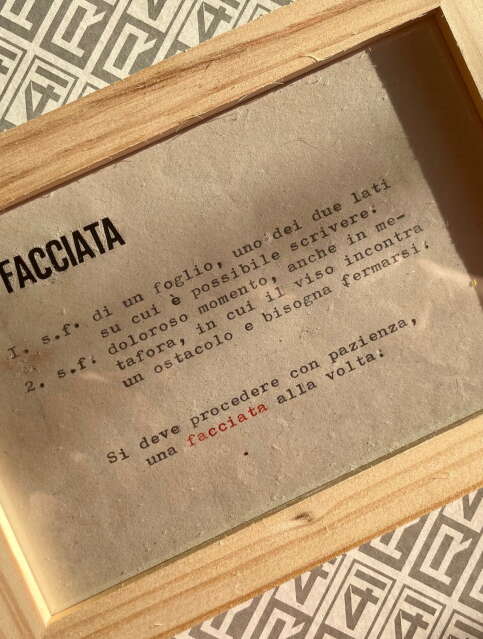 FACCIATA
1. s.f. di un foglio, uno dei due lati
su cui è possibile scrivere.
2. s.f. doloroso momento, anche in me-
tafora, in cui il viso incontra
un ostacolo e bisogna fermarsi.
Si deve procedere con pazienza,
una facciata alla volta.